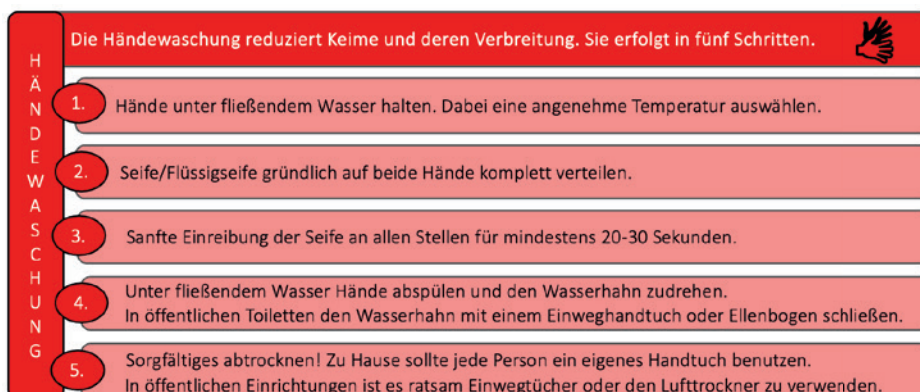 HÄNDEWASCHUNG
Die Händewaschung reduziert Keime und deren Verbreitung. Sie erfolgt in fünf Schritten.
1. Hände unter fließendem Wasser halten. Dabei eine angenehme Temperatur auswählen.
2. Seife/Flüssigseife gründlich auf beide Hände komplett verteilen.
3. Sanfte Einreibung der Seife an allen Stellen für mindestens 20-30 Sekunden.
4. Unter fließendem Wasser Hände abspülen und den Wasserhahn zudrehen.
In öffentlichen Toiletten den Wasserhahn mit einem Einweghandtuch oder Ellenbogen schließen.
5. Sorgfältiges abtrocknen! Zu Hause sollte jede Person ein eigenes Handtuch benutzen.
In öffentlichen Einrichtungen ist es ratsam Einwegtücher oder den Lufttrockner zu verwenden.